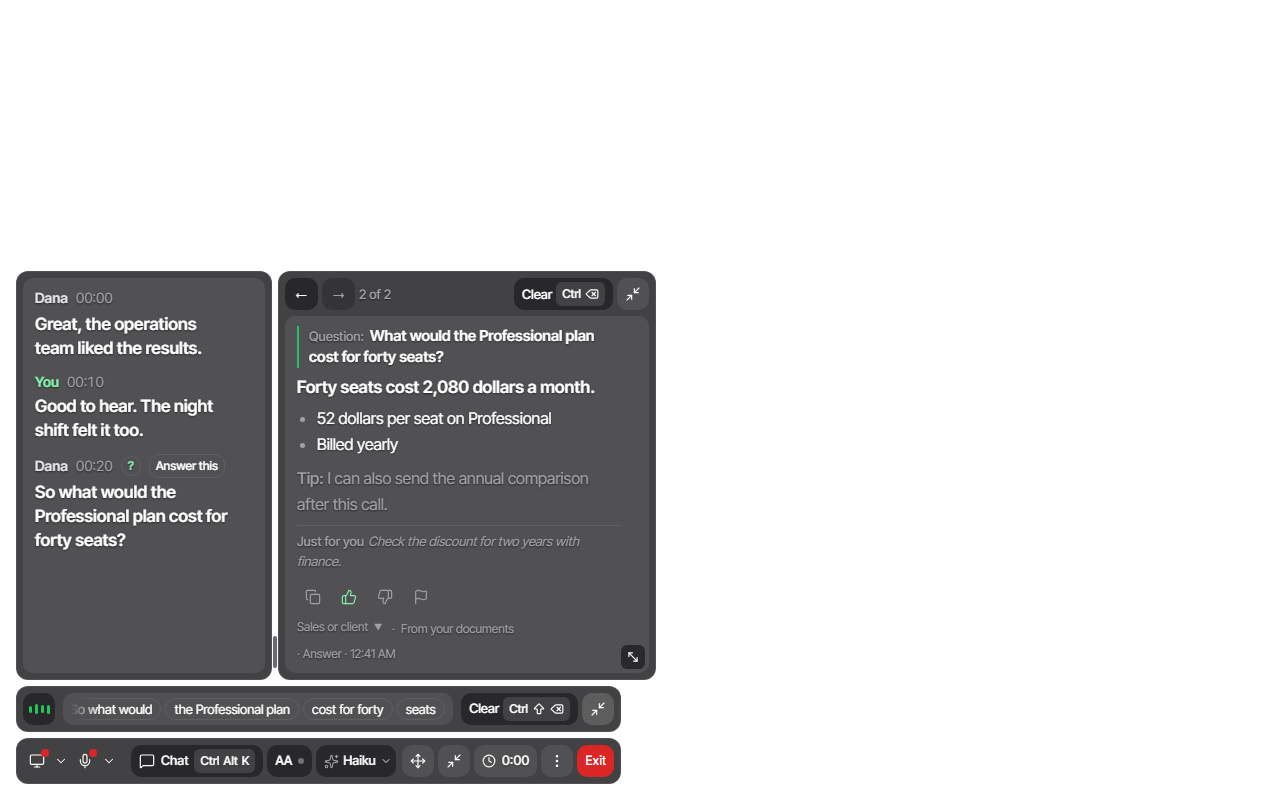 Dana 00:00
Great, the operations
team liked the results.
You 00:10
Good to hear. The night
shift felt it too.
Dana 00:20 ? Answer this
So what would the
Professional plan cost for
forty seats?
← → 2 of 2 Clear Ctrl
Question: What would the Professional plan
cost for forty seats?
Forty seats cost 2,080 dollars a month.
• 52 dollars per seat on Professional
• Billed yearly
Tip: I can also send the annual comparison
after this call.
Just for you Check the discount for two years with
finance.
Sales or client ▼ · From your documents
· Answer · 12:41 AM
So what would the Professional plan cost for forty seats Clear Ctrl
Chat Ctrl Alt K AA Haiku 0:00 Exit